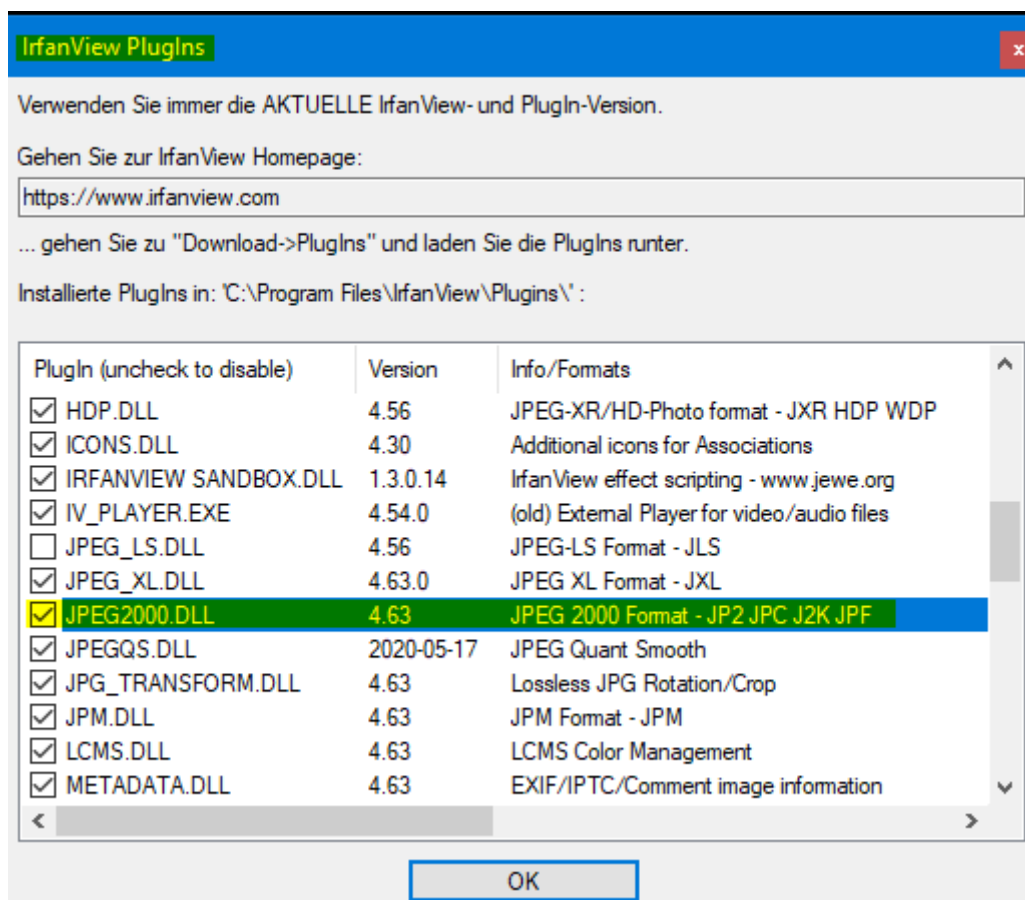 IrfanView PlugIns
x
Verwenden Sie immer die AKTUELLE IrfanView- und PlugIn-Version.
Gehen Sie zur IrfanView Homepage:
https://www.irfanview.com
... gehen Sie zu "Download->PlugIns" und laden Sie die PlugIns runter.
Installierte PlugIns in: 'C:\Program Files\IrfanView\Plugins\' :
PlugIn (uncheck to disable) Version Info/Formats
HDP.DLL 4.56 JPEG-XR/HD-Photo format - JXR HDP WDP
ICONS.DLL 4.30 Additional icons for Associations
IRFANVIEW SANDBOX.DLL 1.3.0.14 IrfanView effect scripting - www.jewe.org
IV_PLAYER.EXE 4.54.0 (old) External Player for video/audio files
JPEG_LS.DLL 4.56 JPEG-LS Format - JLS
JPEG_XL.DLL 4.63.0 JPEG XL Format - JXL
JPEG2000.DLL 4.63 JPEG 2000 Format - JP2 JPC J2K JPF
JPEGQS.DLL 2020-05-17 JPEG Quant Smooth
JPG_TRANSFORM.DLL 4.63 Lossless JPG Rotation/Crop
JPM.DLL 4.63 JPM Format - JPM
LCMS.DLL 4.63 LCMS Color Management
METADATA.DLL 4.63 EXIF/IPTC/Comment image information
OK